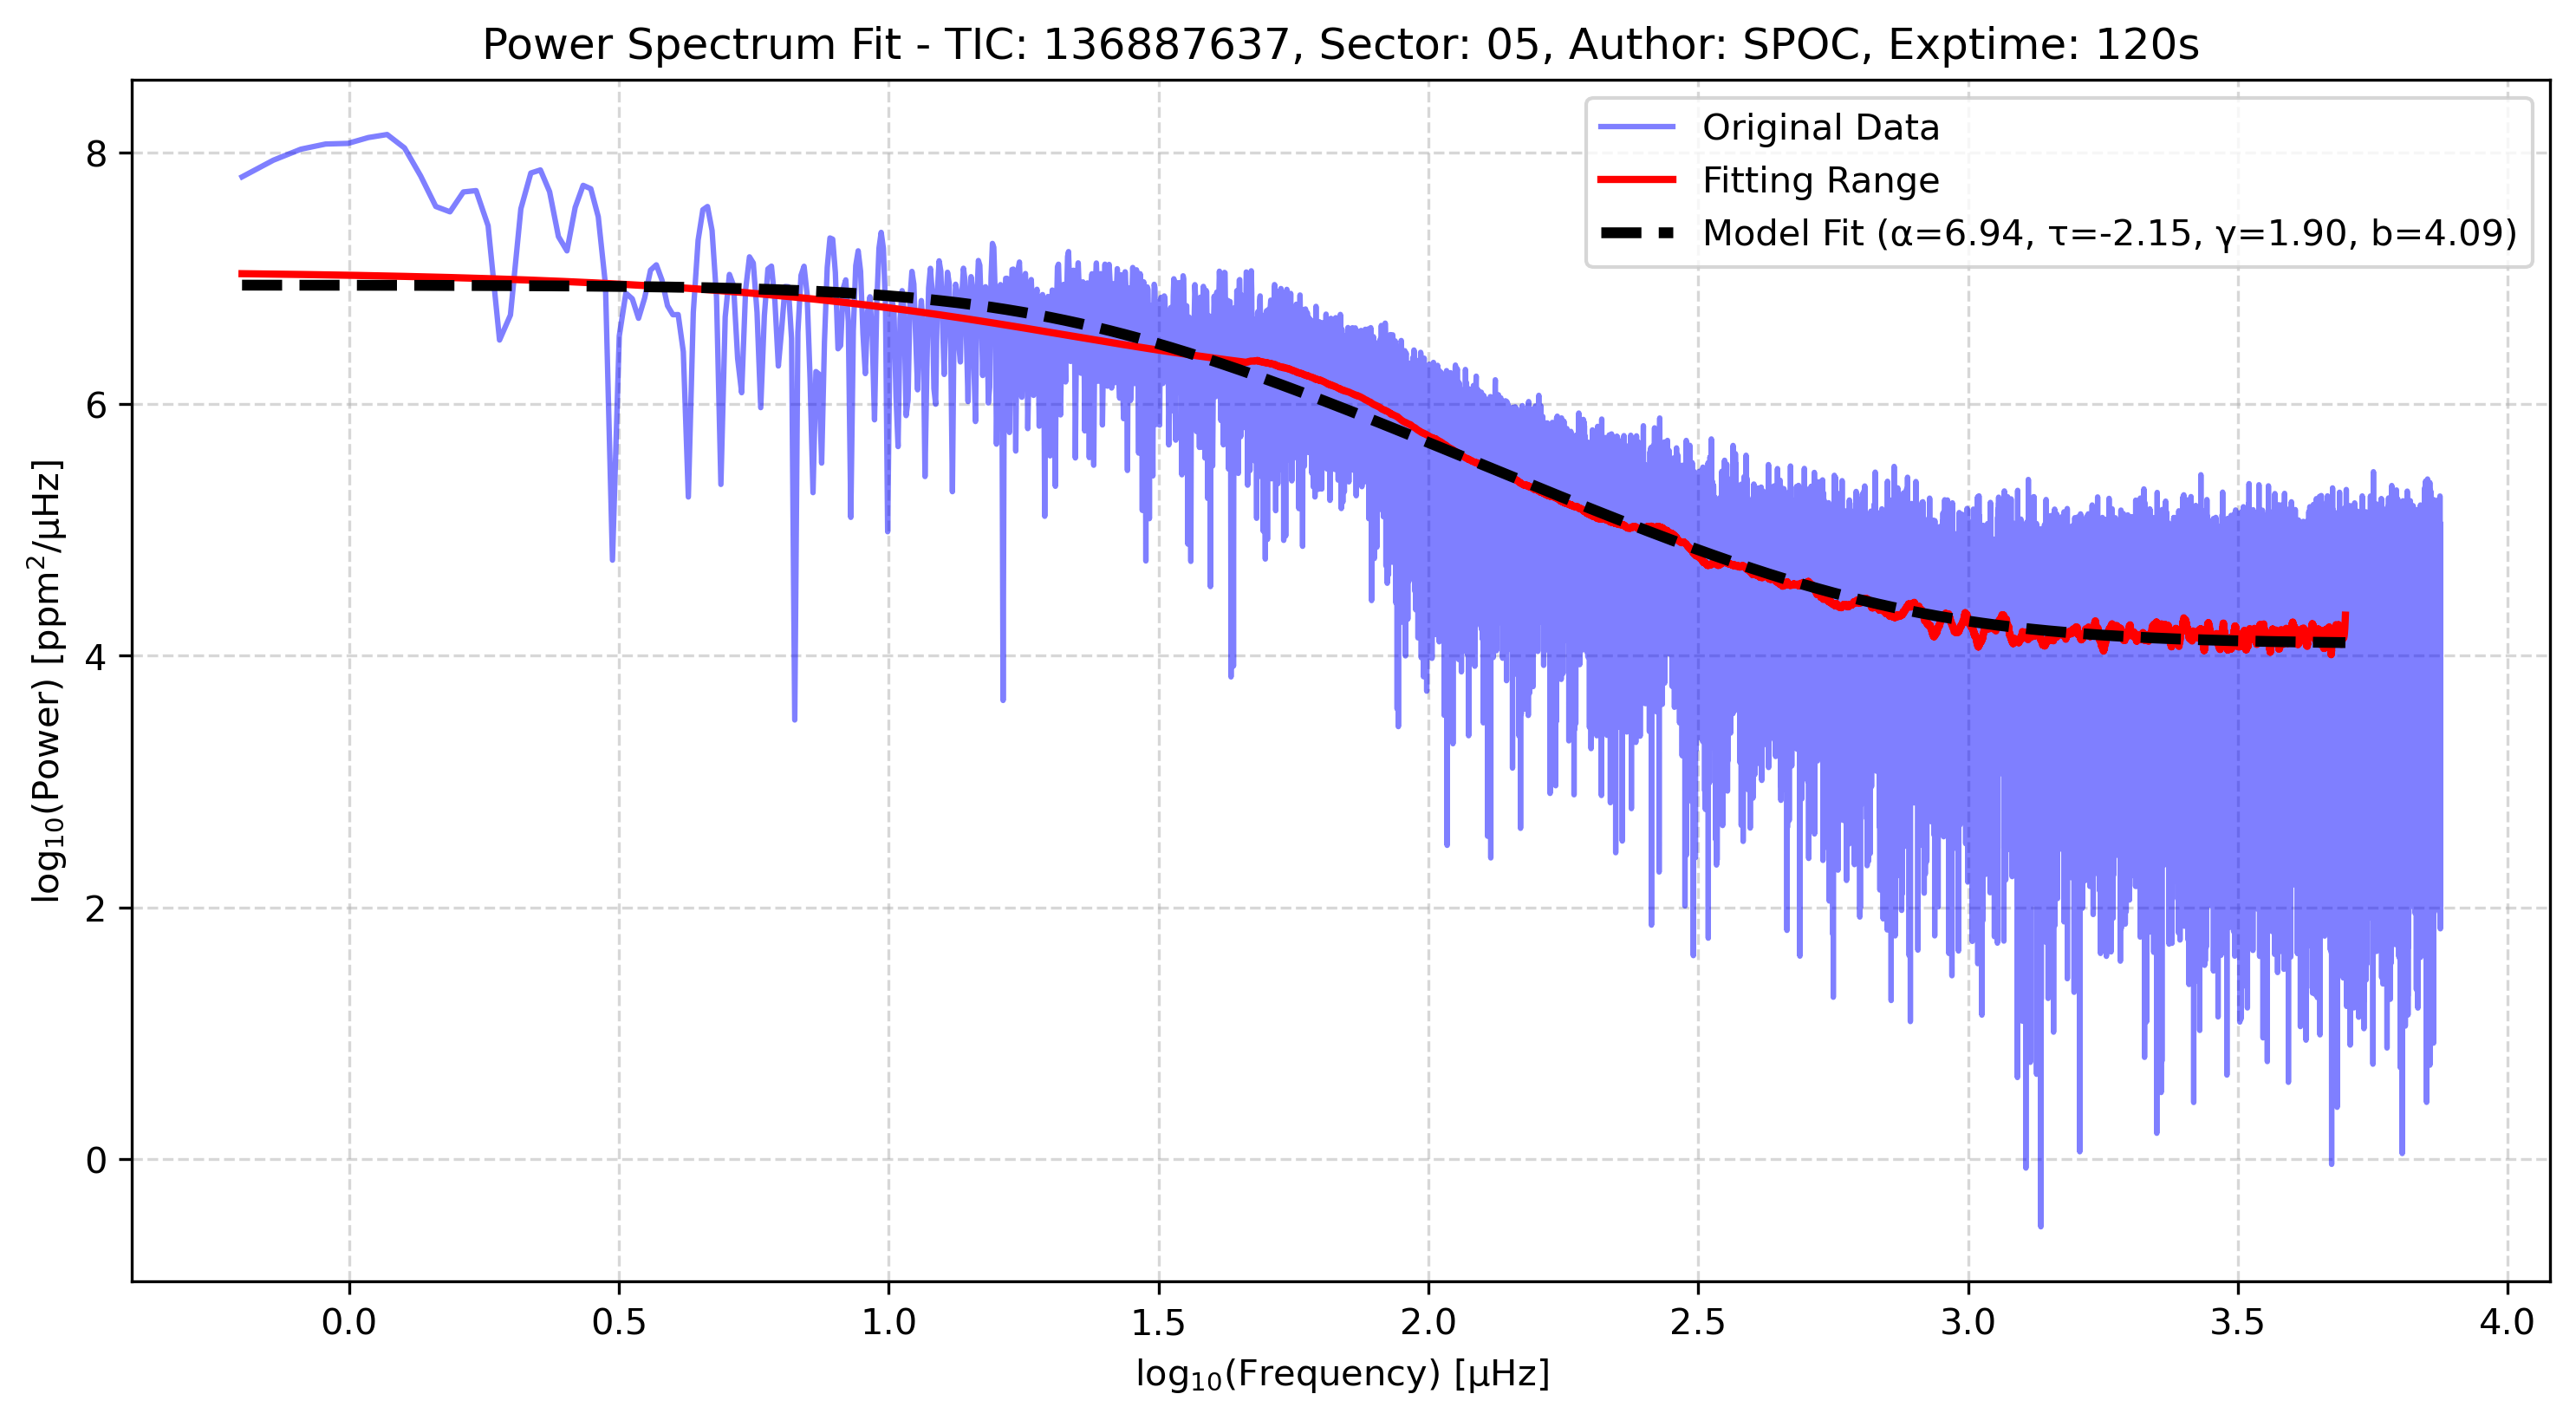 Power Spectrum Fit - TIC: 136887637, Sector: 05, Author: SPOC, Exptime: 120s
Original Data
Fitting Range
Model Fit (α=6.94, τ=-2.15, γ=1.90, b=4.09)
log₁₀(Power) [ppm²/μHz]
8
6
4
2
0
0.0 0.5 1.0 1.5 2.0 2.5 3.0 3.5 4.0
log₁₀(Frequency) [μHz]